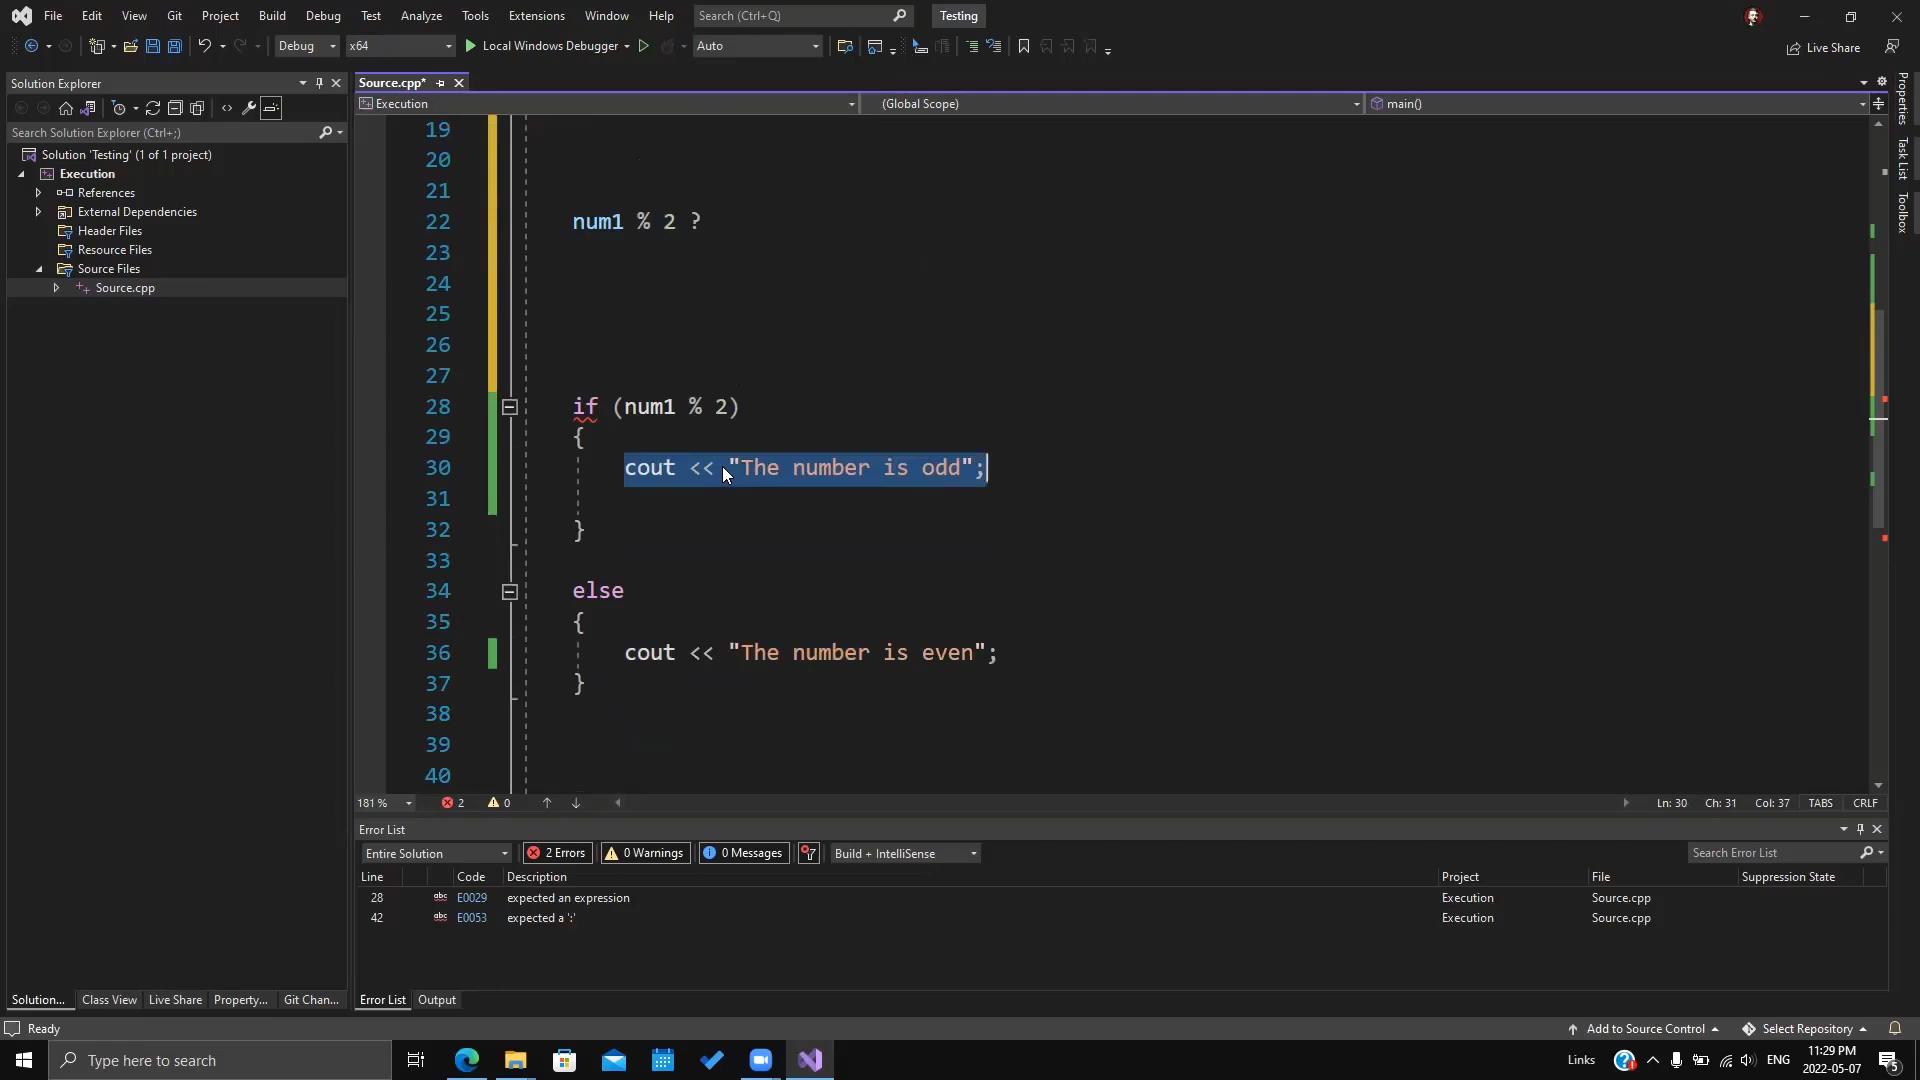 File Edit View Git Project Build Debug Test Analyze Tools Extensions Window Help Search (Ctrl+Q) Testing
Debug x64 Local Windows Debugger Auto Live Share
Solution Explorer
Search Solution Explorer (Ctrl+;)
Solution 'Testing' (1 of 1 project)
Execution
References
External Dependencies
Header Files
Resource Files
Source Files
Source.cpp
Source.cpp*
Execution (Global Scope) main()
19
20
21
22 num1 % 2 ?
23
24
25
26
27
28 if (num1 % 2)
29 {
30 cout << "The number is odd";
31
32 }
33
34 else
35 {
36 cout << "The number is even";
37 }
38
39
40
181 % 2 0 Ln: 30 Ch: 31 Col: 37 TABS CRLF
Properties
Task List
Toolbox
Error List
Entire Solution 2 Errors 0 Warnings 0 Messages Build + IntelliSense Search Error List
Line Code Description Project File Suppression State
28 abc E0029 expected an expression Execution Source.cpp
42 abc E0053 expected a ':' Execution Source.cpp
Solution... Class View Live Share Property... Git Chan... Error List Output
Ready Add to Source Control Select Repository
Type here to search Links ENG 11:29 PM
2022-05-07 5